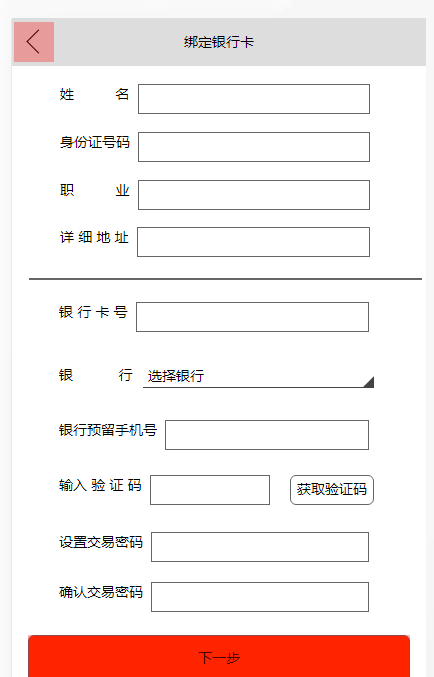 绑定银行卡
姓 名
身份证号码
职 业
详 细 地 址
银 行 卡 号
银 行 选择银行
银行预留手机号
输入 验 证 码 获取验证码
设置交易密码
确认交易密码
下一步